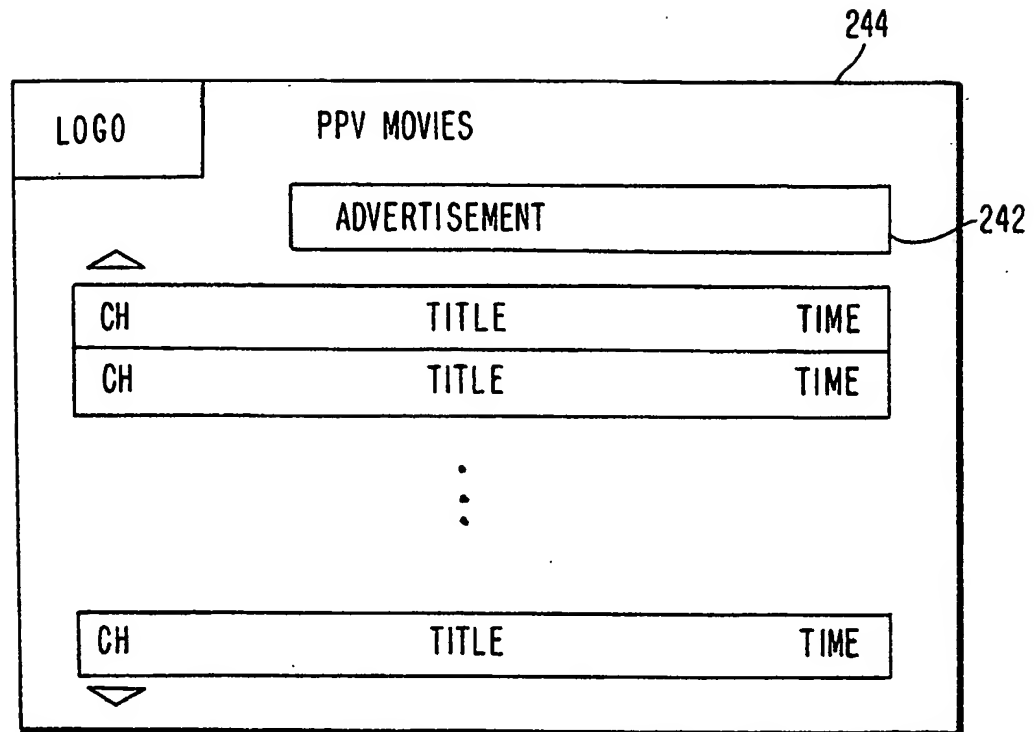 244
LOGO PPV MOVIES
ADVERTISEMENT
242
CH TITLE TIME
CH TITLE TIME
CH TITLE TIME